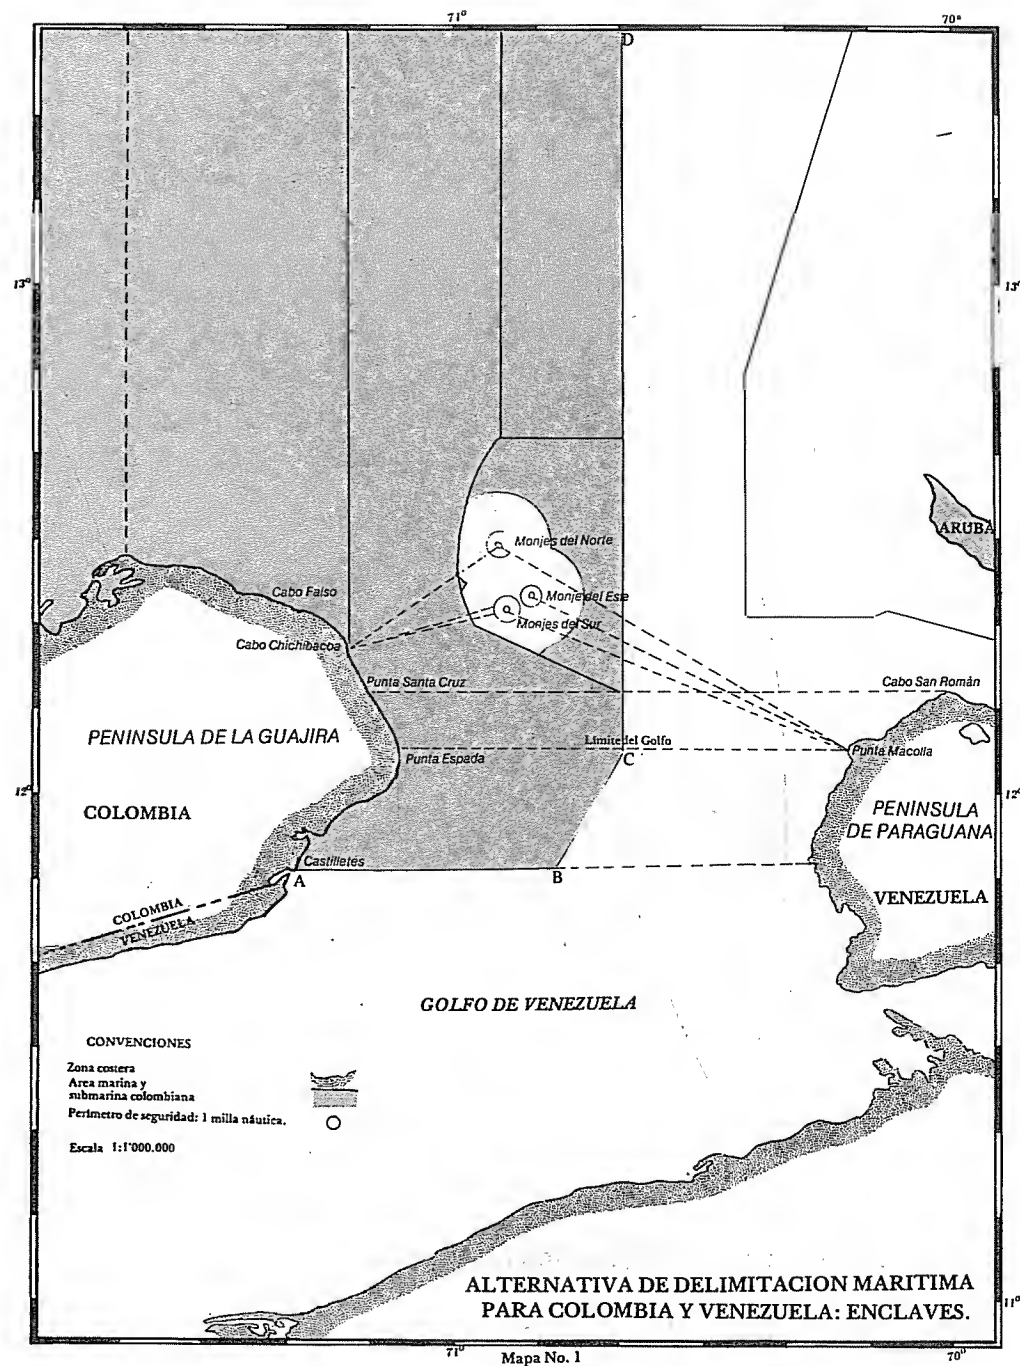 71°
70°
D
13°
13°
ARUBA
Monjes del Norte
Cabo Falso
Monje del Este
Monjes del Sur
Cabo Chichibacoa
Punta Santa Cruz
Cabo San Román
PENINSULA DE LA GUAJIRA
Límite del Golfo
Punta Espada
C
Punta Macolla
12°
12°
COLOMBIA
PENINSULA
DE PARAGUANA
Castilletes
A
B
VENEZUELA
COLOMBIA
VENEZUELA
GOLFO DE VENEZUELA
CONVENCIONES
Zona costera
Area marina y
submarina colombiana
Perímetro de seguridad: 1 milla náutica.
Escala 1:1'000.000
ALTERNATIVA DE DELIMITACION MARITIMA
PARA COLOMBIA Y VENEZUELA: ENCLAVES.
11°
71°
70°
Mapa No. 1